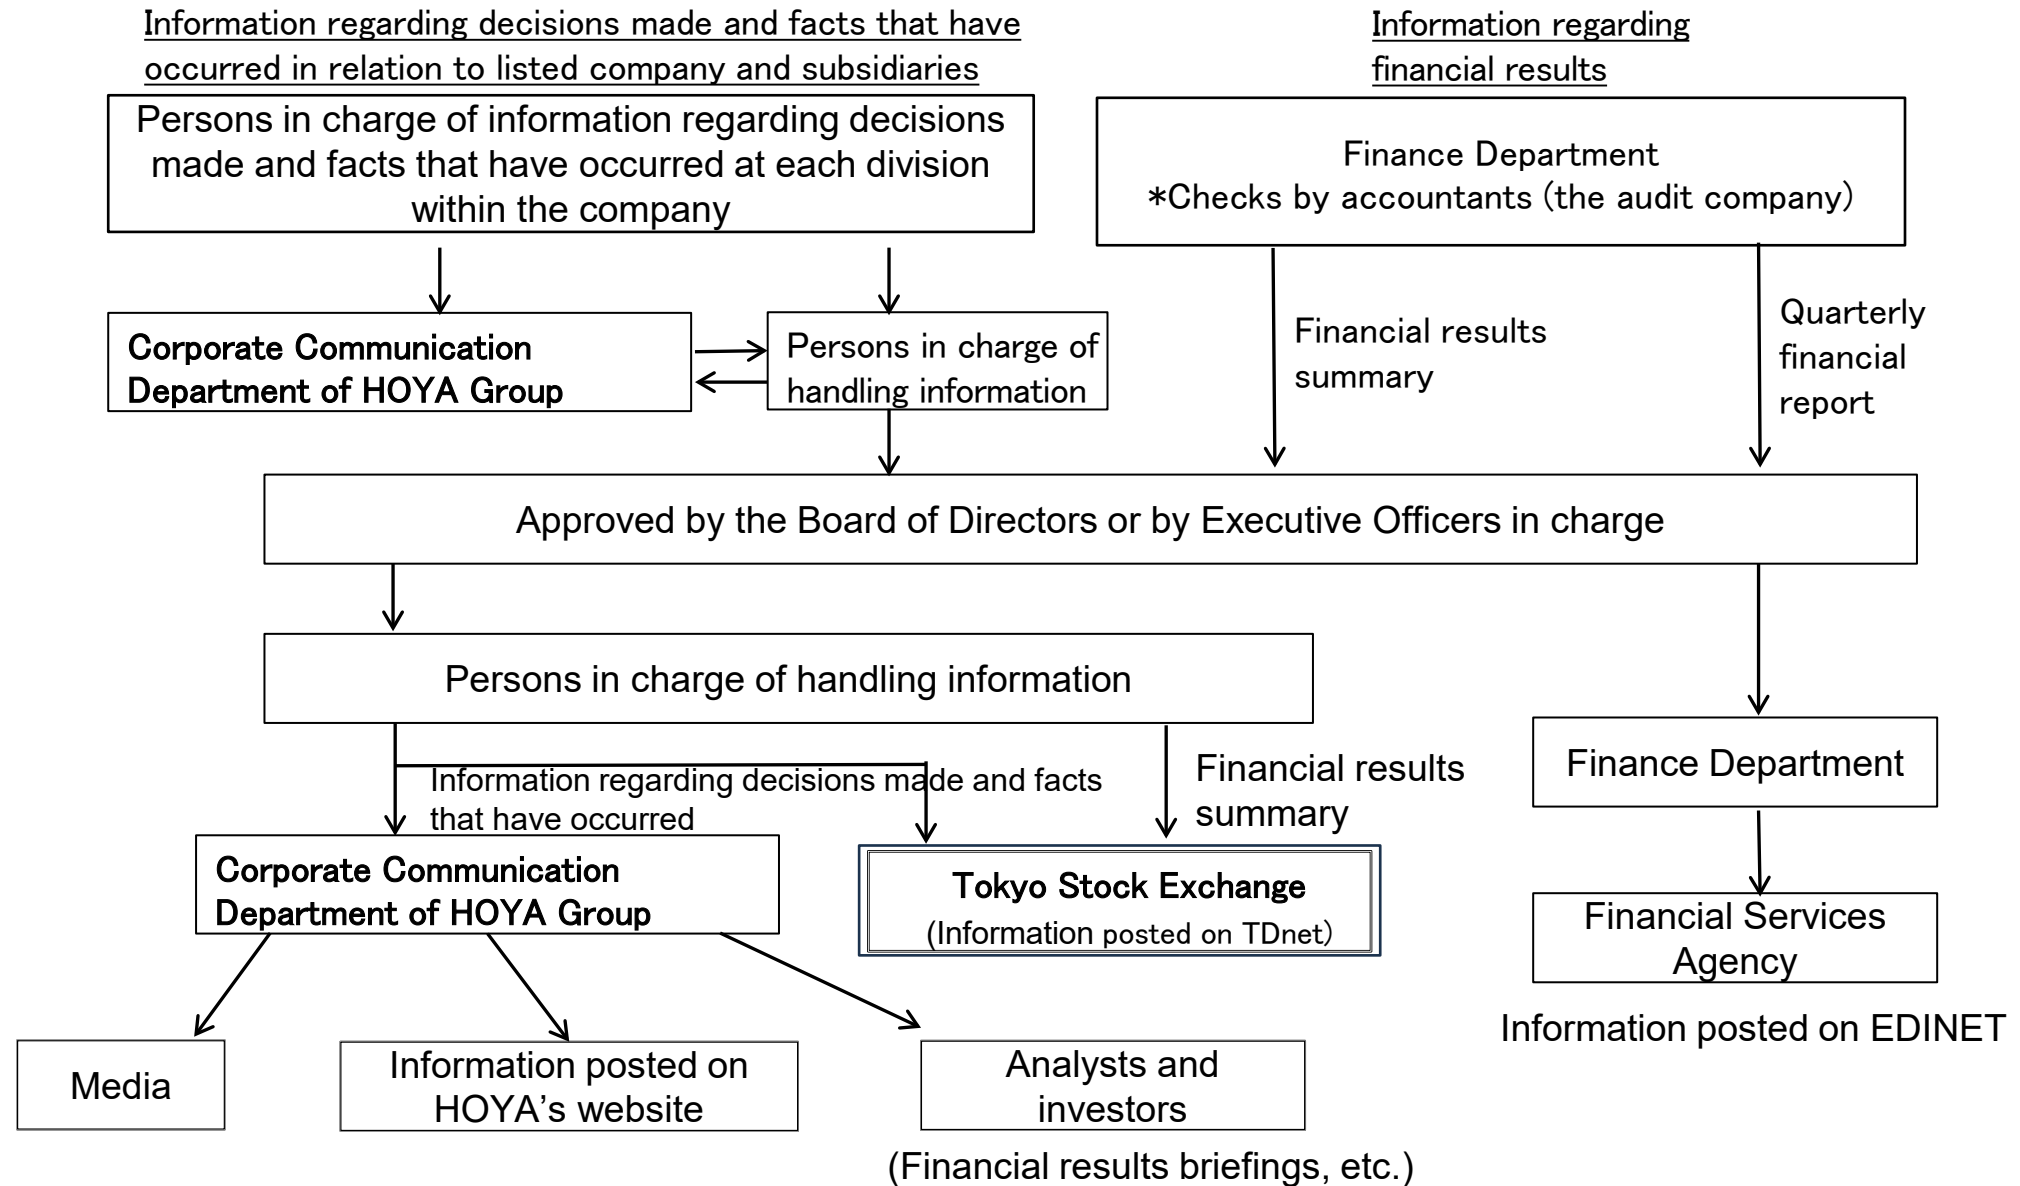 Information regarding decisions made and facts that have
occurred in relation to listed company and subsidiaries
Information regarding
financial results
Persons in charge of information regarding decisions
made and facts that have occurred at each division
within the company
Finance Department
*Checks by accountants (the audit company)
Corporate Communication
Department of HOYA Group
Persons in charge of
handling information
Financial results
summary
Quarterly
financial
report
Approved by the Board of Directors or by Executive Officers in charge
Persons in charge of handling information
Information regarding decisions made and facts
that have occurred
Financial results
summary
Finance Department
Corporate Communication
Department of HOYA Group
Tokyo Stock Exchange
(Information posted on TDnet)
Financial Services
Agency
Information posted on EDINET
Media
Information posted on
HOYA’s website
Analysts and
investors
(Financial results briefings, etc.)